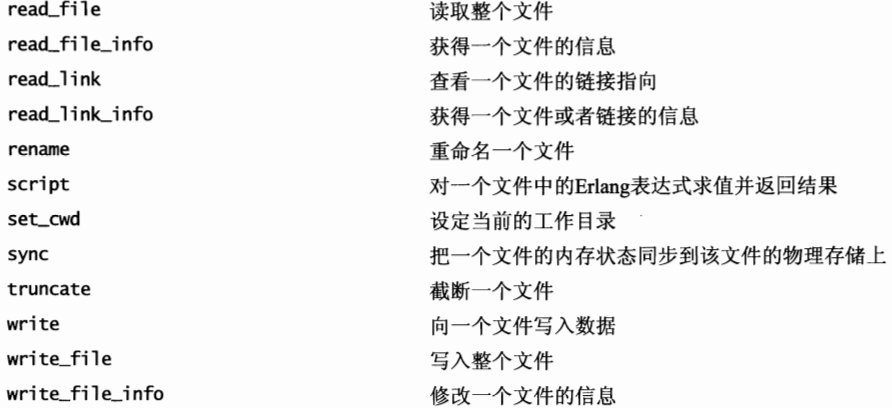 read_file 读取整个文件
read_file_info 获得一个文件的信息
read_link 查看一个文件的链接指向
read_link_info 获得一个文件或者链接的信息
rename 重命名一个文件
script 对一个文件中的Erlang表达式求值并返回结果
set_cwd 设定当前的工作目录
sync 把一个文件的内存状态同步到该文件的物理存储上
truncate 截断一个文件
write 向一个文件写入数据
write_file 写入整个文件
write_file_info 修改一个文件的信息